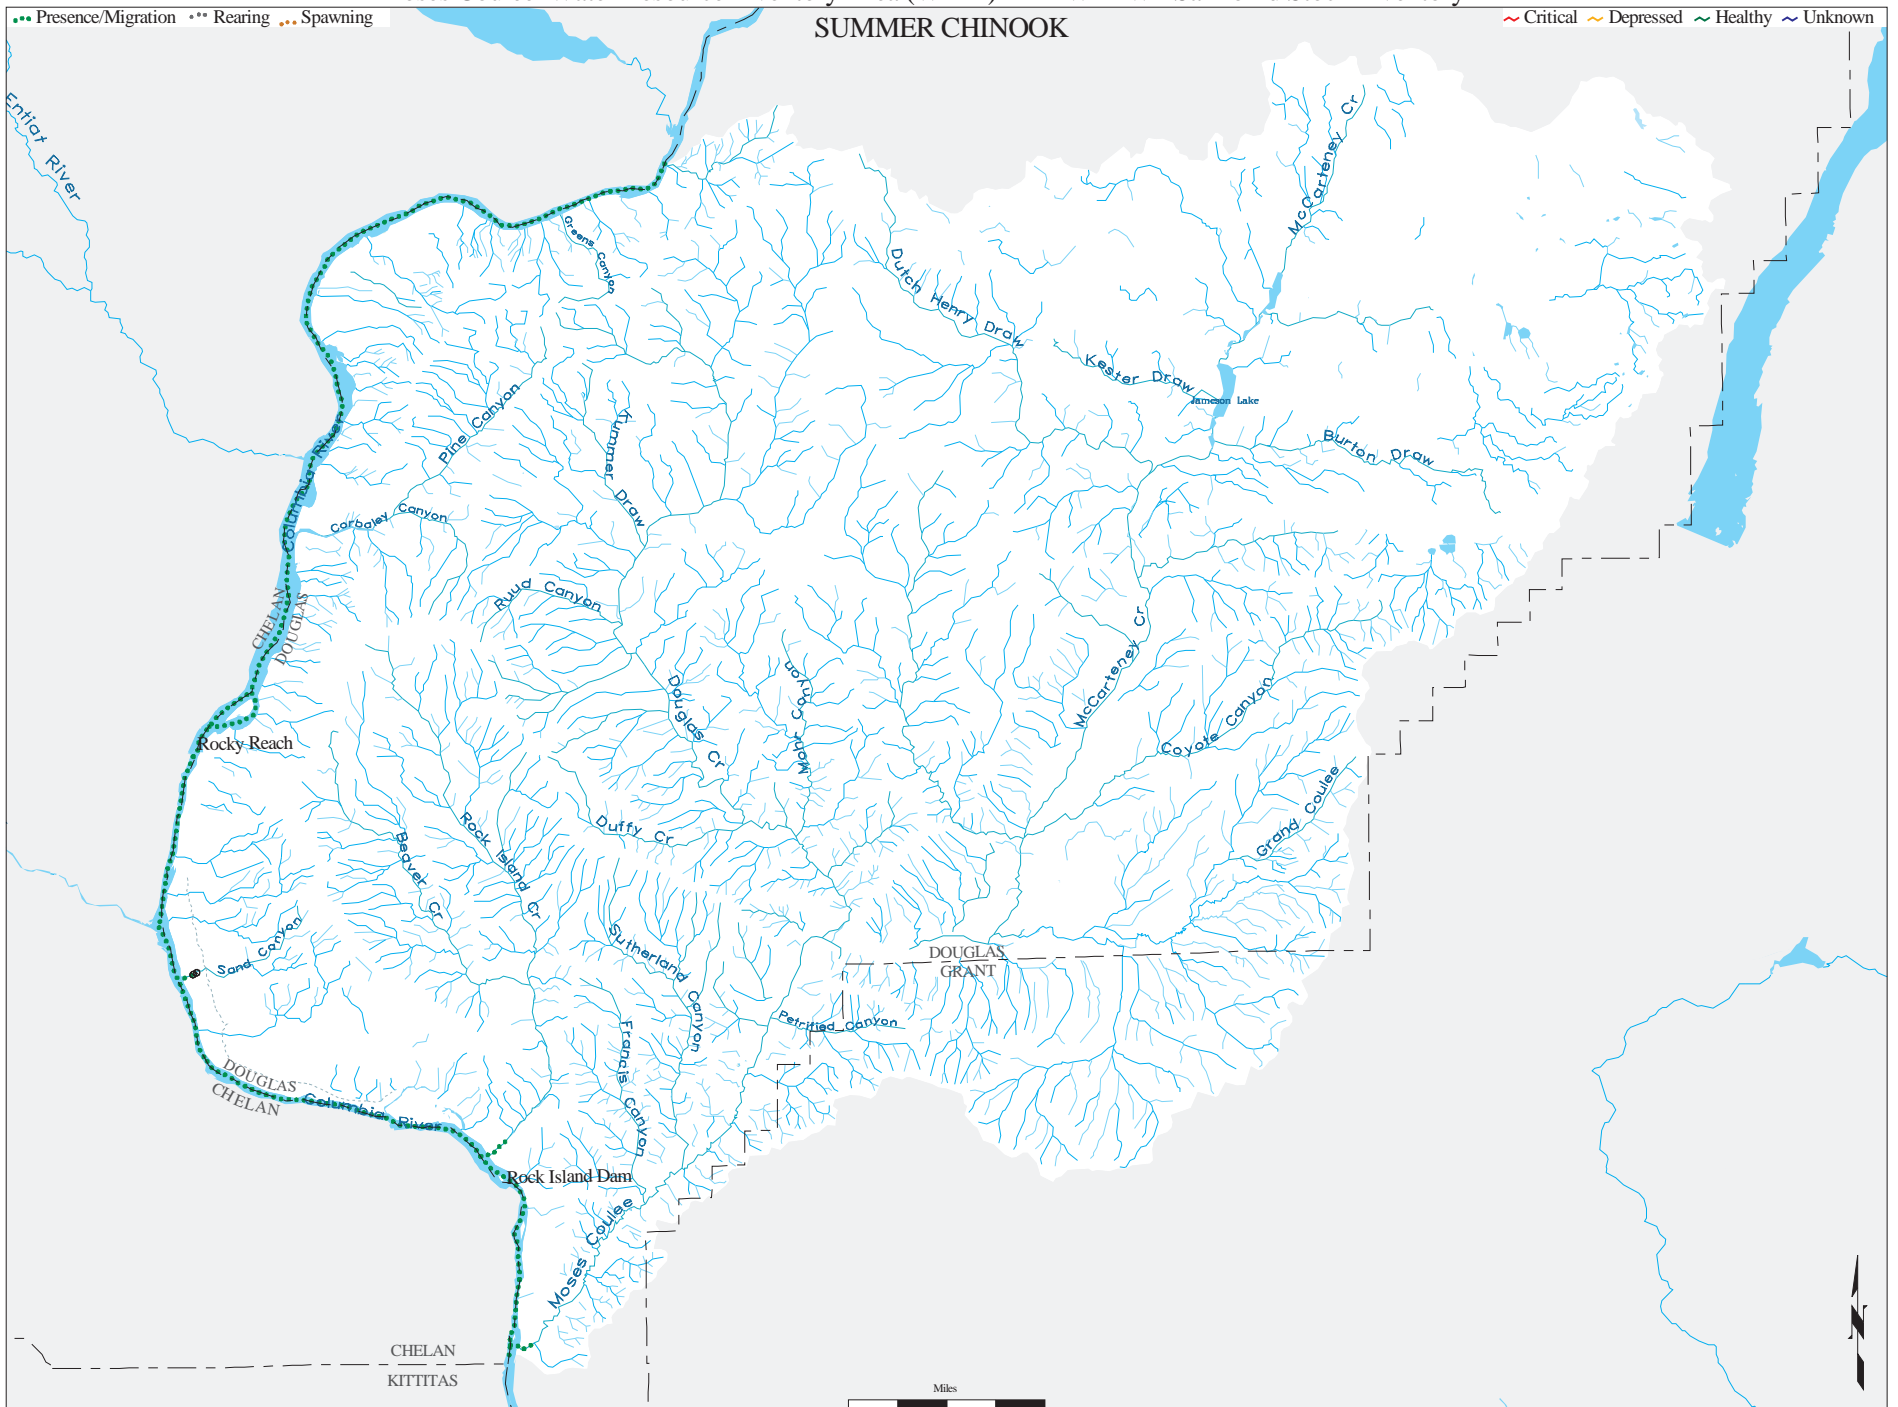 Presence/Migration Rearing Spawning
Critical Depressed Healthy Unknown
SUMMER CHINOOK
Entiat River
McCarteney Cr
Greens Canyon
Dutch Henry Draw
Kester Draw
Jameson Lake
Pine Canyon
Yummer Draw
Burton Draw
Columbia River
Corbaley Canyon
Ruud Canyon
CHELAN
DOUGLAS
McCarteney Cr
Mohr Canyon
Douglas Cr
Coyote Canyon
Rocky Reach
Grand Coulee
Rock Island Cr
Duffy Cr
Beaver Cr
Sand Canyon
Sutherland Canyon
DOUGLAS
GRANT
Petrified Canyon
Francis Canyon
DOUGLAS
CHELAN
Columbia River
Rock Island Dam
Moses Coulee
CHELAN
KITTITAS
Miles
N